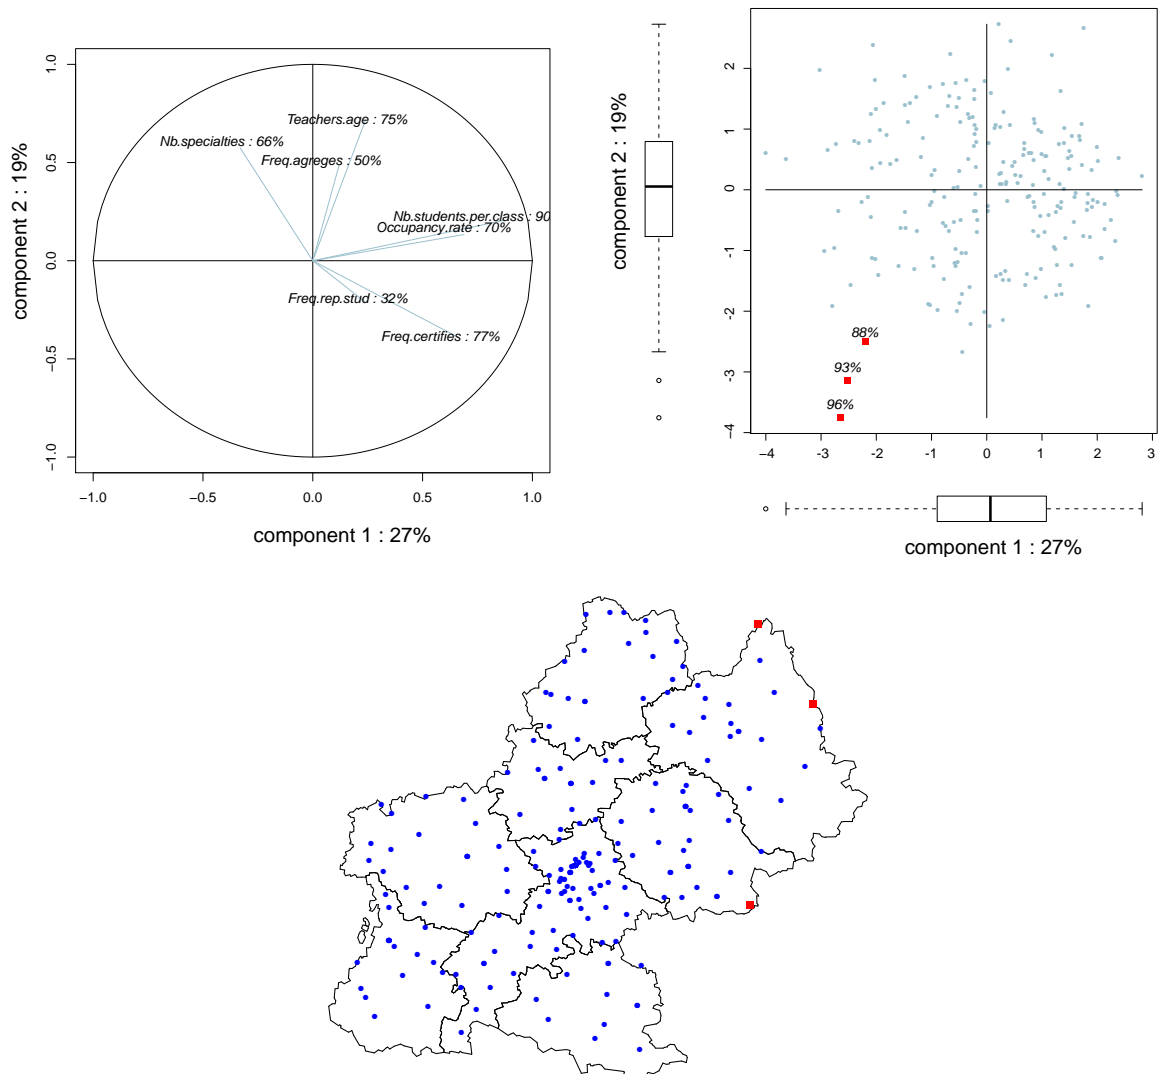 Teachers.age : 75%
Nb.specialties : 66%
Freq.agreges : 50%
Nb.students.per.class : 90
Occupancy.rate : 70%
Freq.rep.stud : 32%
Freq.certifies : 77%
1.0
0.5
0.0
−0.5
−1.0
component 2 : 19%
−1.0
−0.5
0.0
0.5
1.0
component 1 : 27%
component 2 : 19%
2
1
0
-1
-2
-3
−4
88%
93%
96%
−4
-3
-2
-1
0
1
2
3
component 1 : 27%